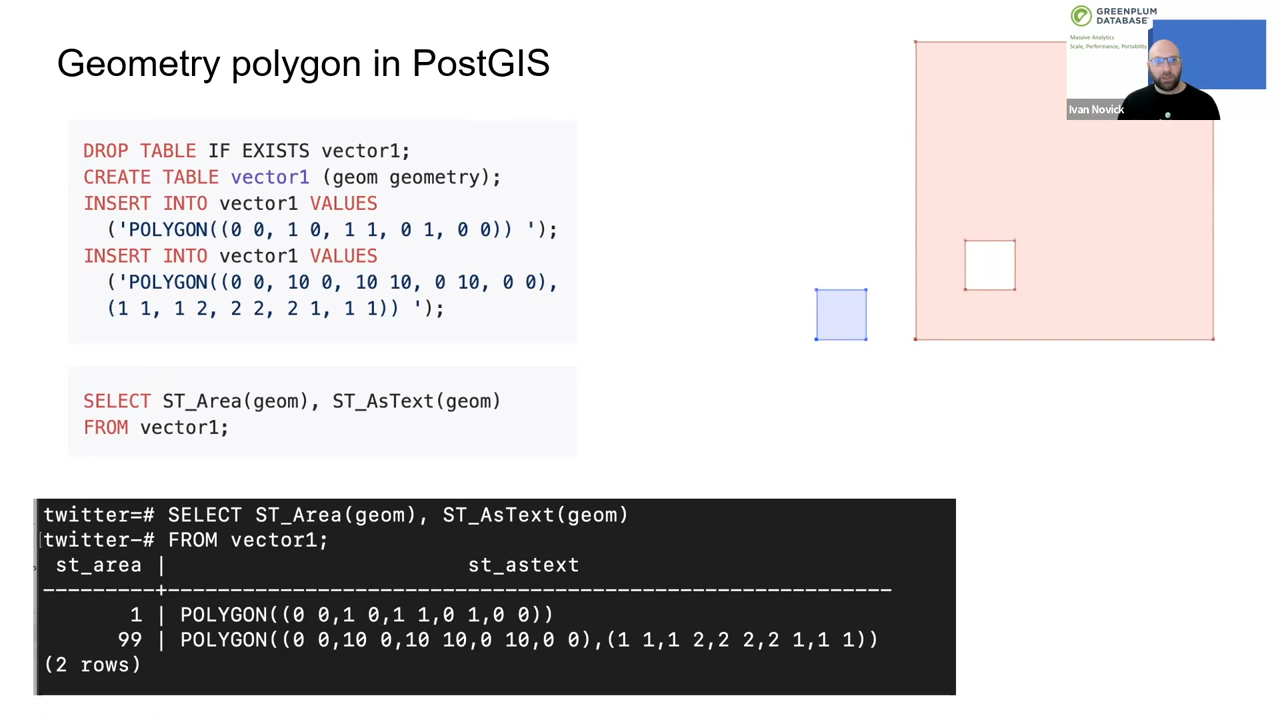 Geometry polygon in PostGIS
DROP TABLE IF EXISTS vector1;
CREATE TABLE vector1 (geom geometry);
INSERT INTO vector1 VALUES
('POLYGON((0 0, 1 0, 1 1, 0 1, 0 0)) ');
INSERT INTO vector1 VALUES
('POLYGON((0 0, 10 0, 10 10, 0 10, 0 0),
(1 1, 1 2, 2 2, 2 1, 1 1)) ');
SELECT ST_Area(geom), ST_AsText(geom)
FROM vector1;
twitter=# SELECT ST_Area(geom), ST_AsText(geom)
[twitter-# FROM vector1;
st_area | st_astext
---------+----------------------------------------------------------
1 | POLYGON((0 0,1 0,1 1,0 1,0 0))
99 | POLYGON((0 0,10 0,10 10,0 10,0 0),(1 1,1 2,2 2,2 1,1 1))
(2 rows)
GREENPLUM
DATABASE
Massive Analytics
Scale, Performance, Portability
Ivan Novick